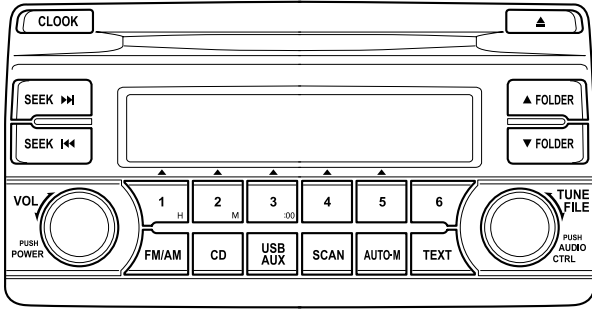 CLOOK
SEEK
▲ FOLDER
SEEK
▼ FOLDER
VOL
1
H
2
M
3
:00
4
5
6
TUNE
FILE
PUSH
POWER
FM/AM
CD
USB
AUX
SCAN
AUTO-M
TEXT
PUSH
AUDIO
CTRL